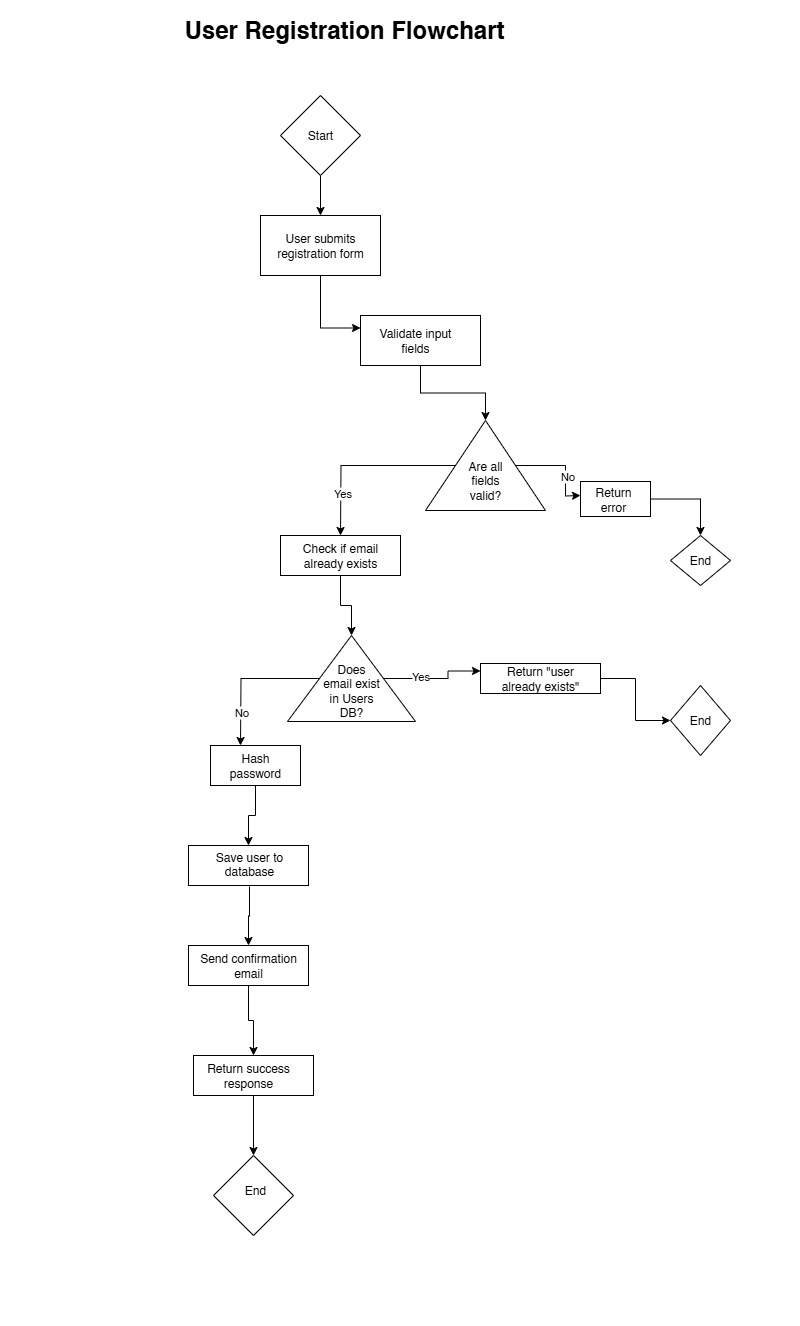 User Registration Flowchart
Start
User submits
registration form
Validate input
fields
Are all
fields
valid?
No
Return
error
End
Yes
Check if email
already exists
Does
email exist
in Users
DB?
Yes
Return "user
already exists"
End
No
Hash
password
Save user to
database
Send confirmation
email
Return success
response
End